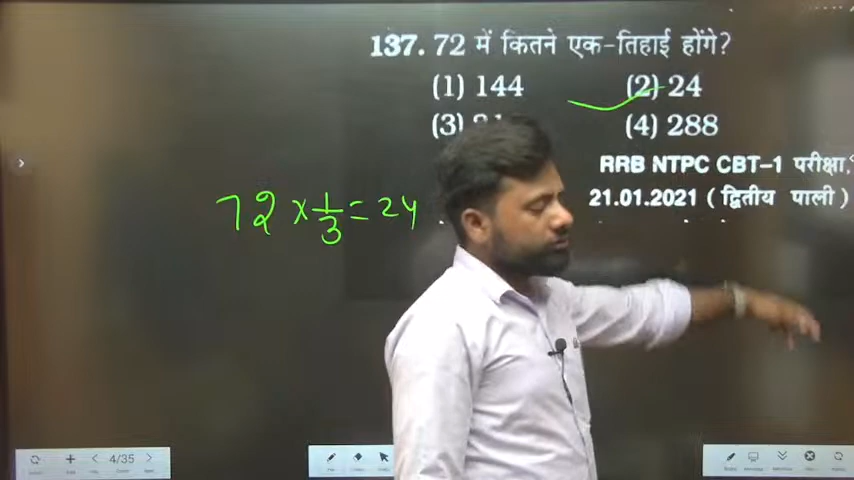 137. 72 में कितने एक-तिहाई होंगे?
(1) 144 (2) 24
(3) (4) 288
RRB NTPC CBT-1 परीक्षा,
21.01.2021 (द्वितीय पाली)
72 × 1/3 = 24
4/35